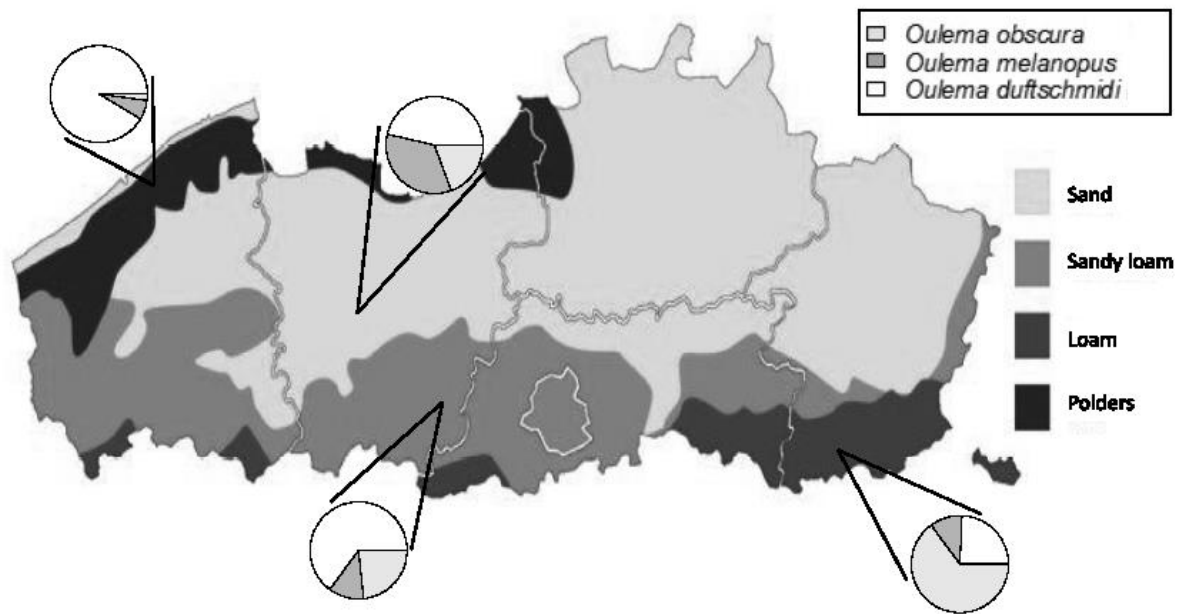 Oulema obscura
Oulema melanopus
Oulema duftschmidi
Sand
Sandy loam
Loam
Polders